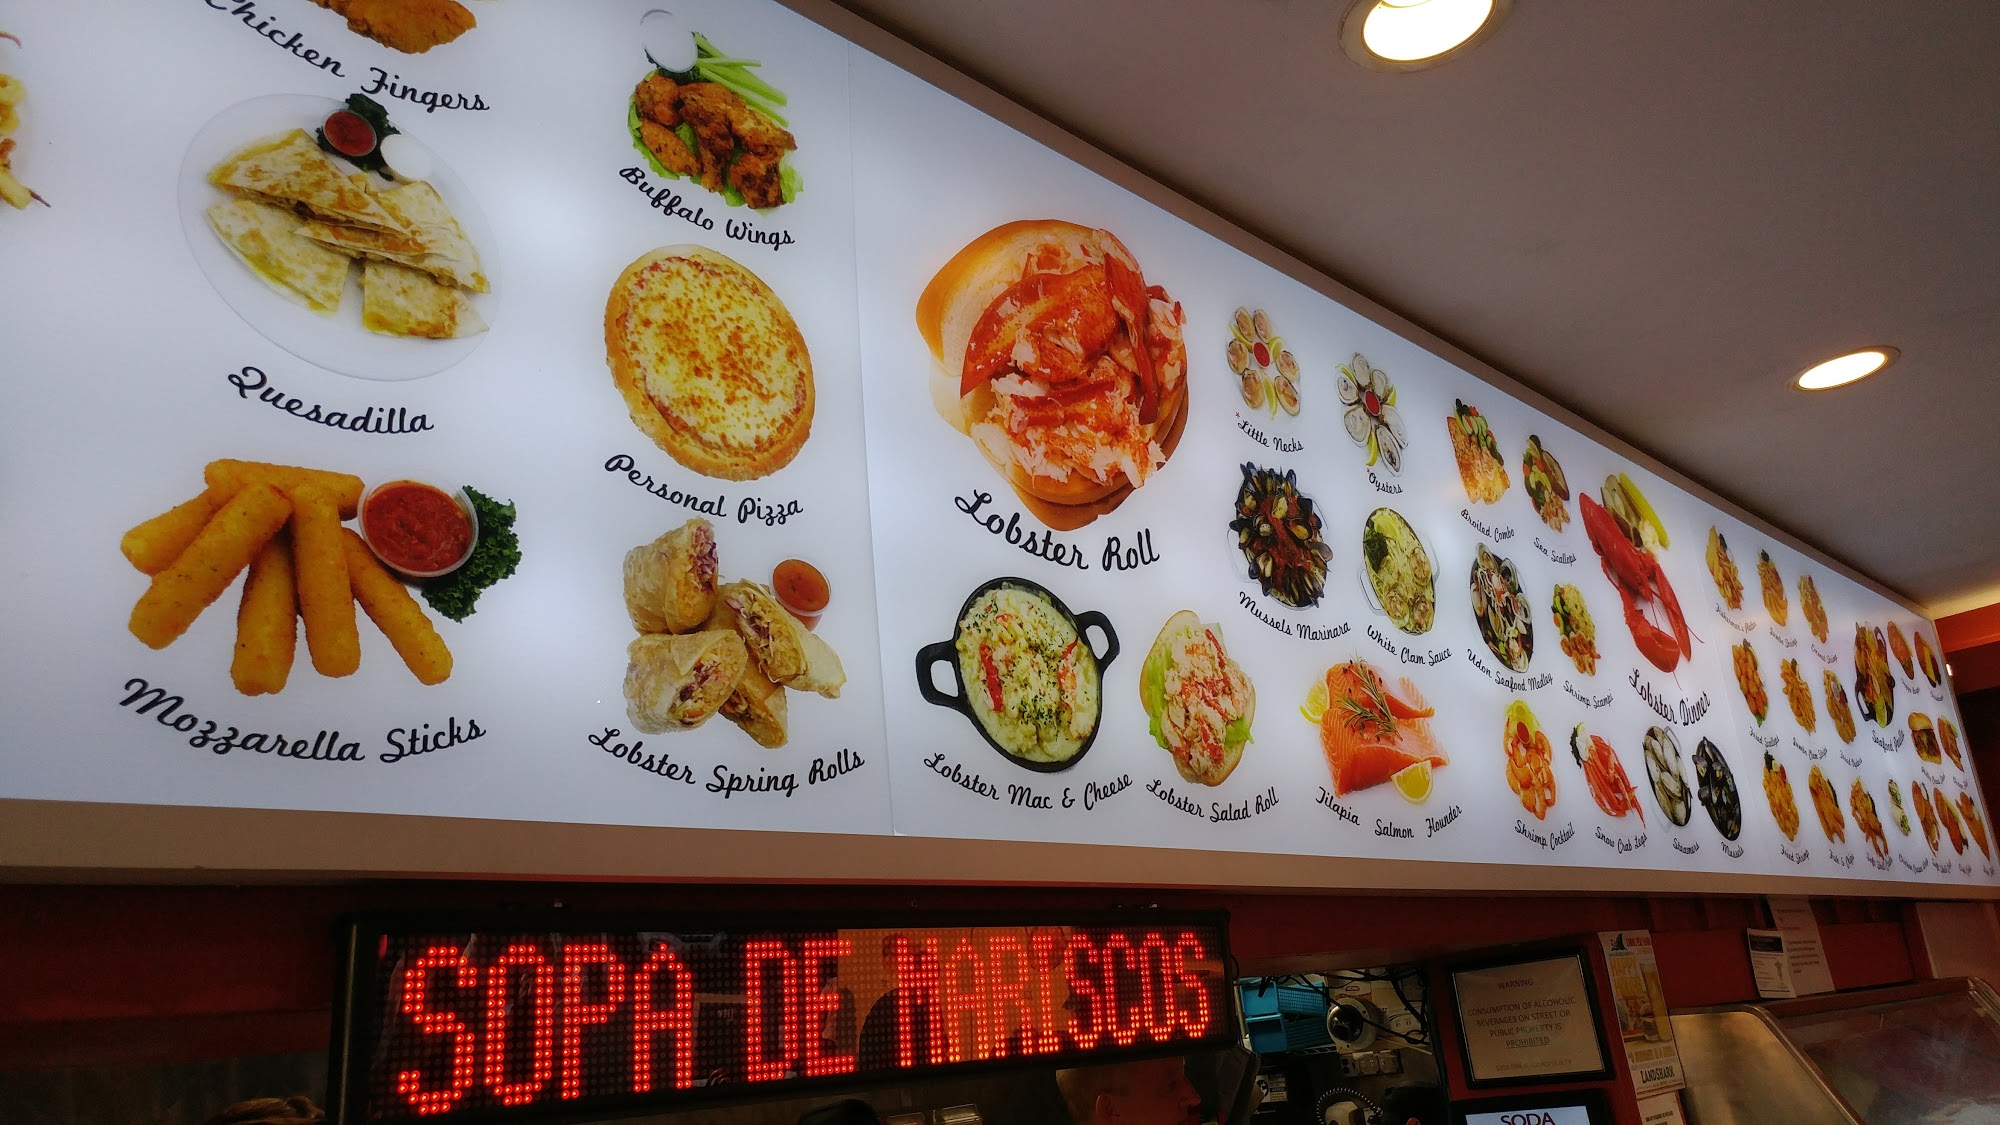 Chicken Fingers
Quesadilla
Mozzarella Sticks
Buffalo Wings
Personal Pizza
Lobster Spring Rolls
Lobster Roll
Lobster Mac & Cheese
Lobster Salad Roll
*Little Necks
*Oysters
Mussels Marinara
White Clam Sauce
Tilapia Salmon Flounder
Broiled Combo
Sea Scallops
Udon Seafood Medley
Shrimp Scampi
Lobster Dinner
Shrimp Cocktail
Snow Crab Legs
Steamers
Mussels
Fried Shrimp
SOPA DE MARISCOS
WARNING
CONSUMPTION OF ALCOHOLIC
BEVERAGES ON STREET OR
PUBLIC PROPERTY IS
PROHIBITED
LANDSHARK
SODA